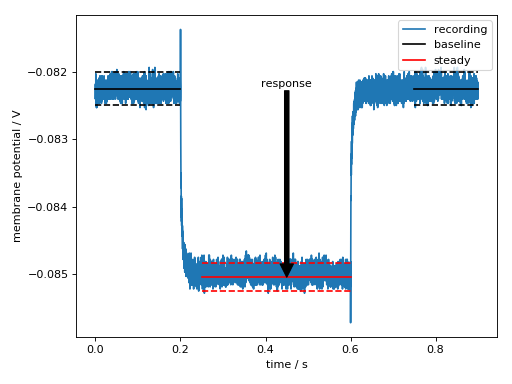 recording
baseline
steady
response
−0.082
−0.083
−0.084
−0.085
membrane potential / V
0.0 0.2 0.4 0.6 0.8
time / s